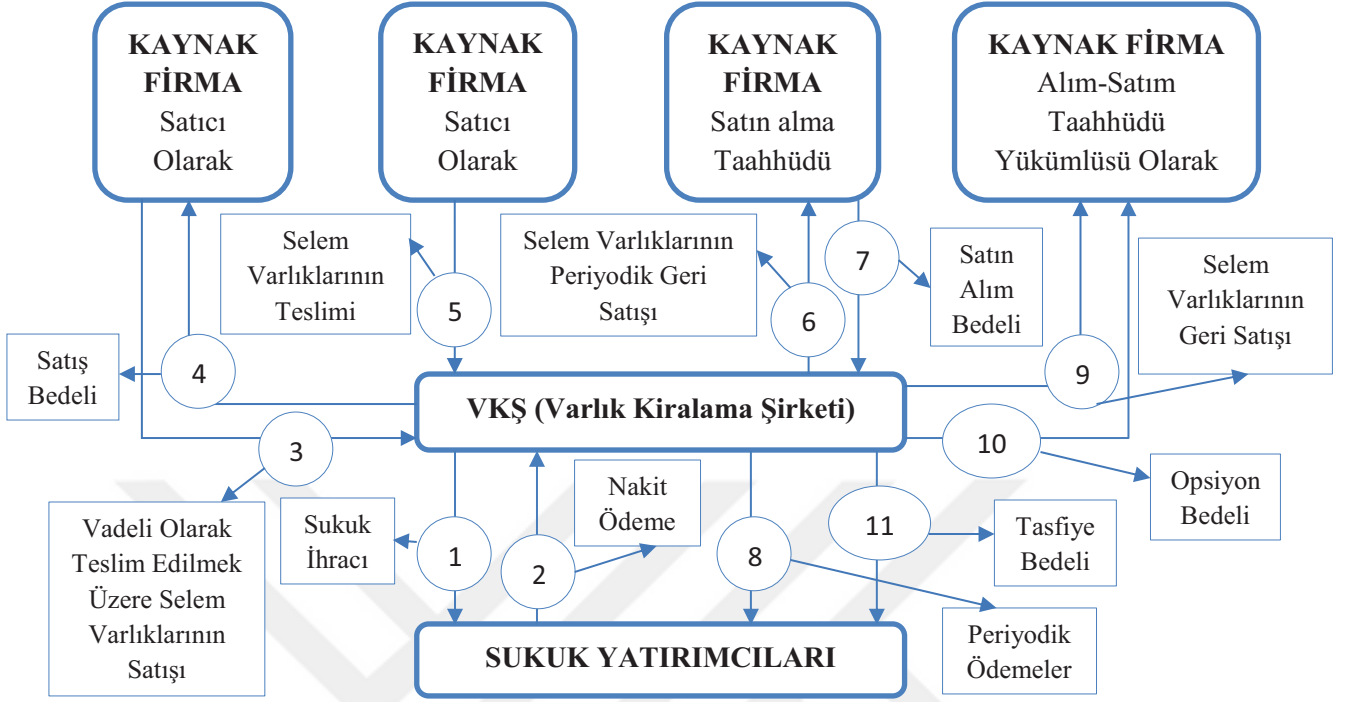 KAYNAK
FİRMA
Satıcı
Olarak
KAYNAK
FİRMA
Satıcı
Olarak
KAYNAK
FİRMA
Satın alma
Taahhüdü
KAYNAK FİRMA
Alım-Satım
Taahhüdü
Yükümlüsü Olarak
Selem
Varlıklarının
Teslimi
5
Selem Varlıklarının
Periyodik Geri
Satışı
6
7
Satın
Alım
Bedeli
9
Selem
Varlıklarının
Geri Satışı
Satış
Bedeli
4
VKŞ (Varlık Kiralama Şirketi)
3
10
Vadeli Olarak
Teslim Edilmek
Üzere Selem
Varlıklarının
Satışı
Sukuk
İhracı
1
2
Nakit
Ödeme
8
11
Tasfiye
Bedeli
Opsiyon
Bedeli
Periyodik
Ödemeler
SUKUK YATIRIMCILARI